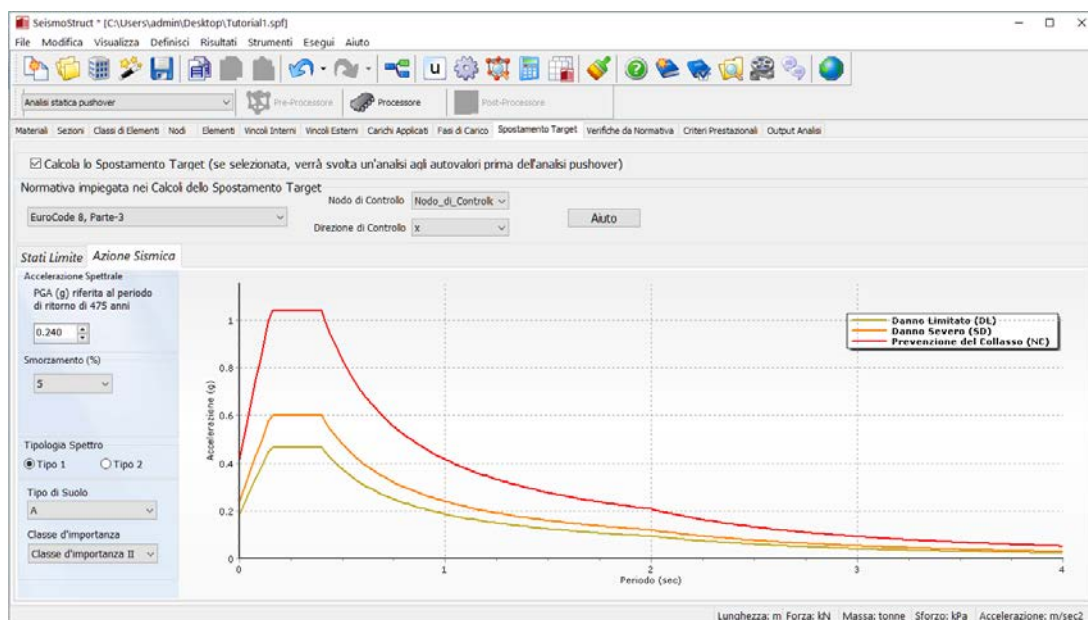 SeismoStruct * [C:\Users\admin\Desktop\Tutorial1.spf]
File Modifica Visualizza Definisci Risultati Strumenti Esegui Aiuto
u
Analisi statica pushover Pre-Processore Processore Post-Processore
Materiali Sezioni Classi di Elementi Nodi Elementi Vincoli Interni Vincoli Esterni Carichi Applicati Fasi di Carico Spostamento Target Verifiche da Normativa Criteri Prestazionali Output Analisi
Calcola lo Spostamento Target (se selezionata, verrà svolta un'analisi agli autovalori prima dell'analisi pushover)
Normativa impiegata nei Calcoli dello Spostamento Target
EuroCode 8, Parte-3
Nodo di Controllo Nodo_di_Controlc
Direzione di Controllo x
Aiuto
Stati Limite Azione Sismica
Accelerazione Spettrale
PGA (g) riferita al periodo
di ritorno di 475 anni
0.240
Smorzamento (%)
5
Tipologia Spettro
Tipo 1 Tipo 2
Tipo di Suolo
A
Classe d'importanza
Classe d'importanza II
Accelerazione (g)
1
0.8
0.6
0.4
0.2
0
0 1 2 3 4
Periodo (sec)
Danno Limitato (DL)
Danno Severo (SD)
Prevenzione del Collasso (NC)
Lunghezza: m Forza: kN Massa: tonne Sforzo: kPa Accelerazione: m/sec2